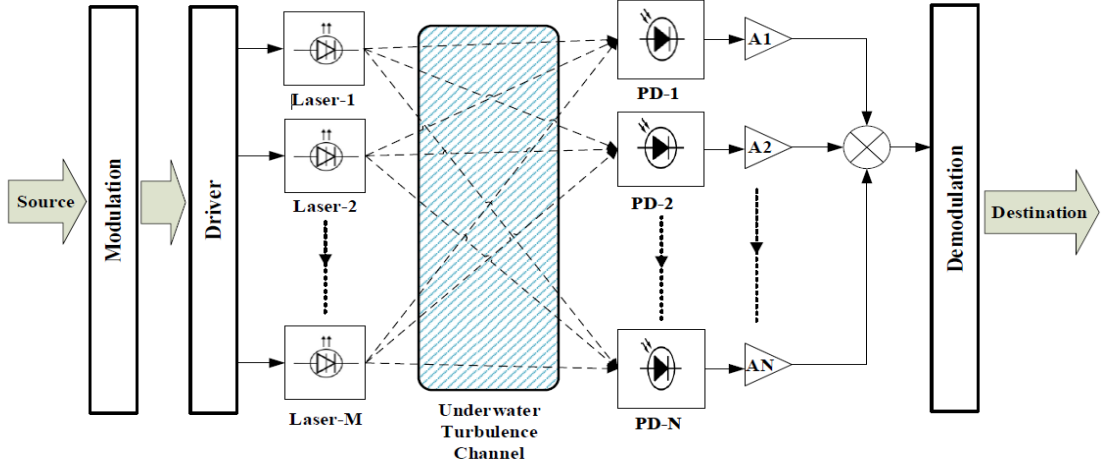 Source
Modulation
Driver
Laser-1
Laser-2
Laser-M
Underwater
Turbulence
Channel
PD-1
PD-2
PD-N
A1
A2
AN
Demodulation
Destination